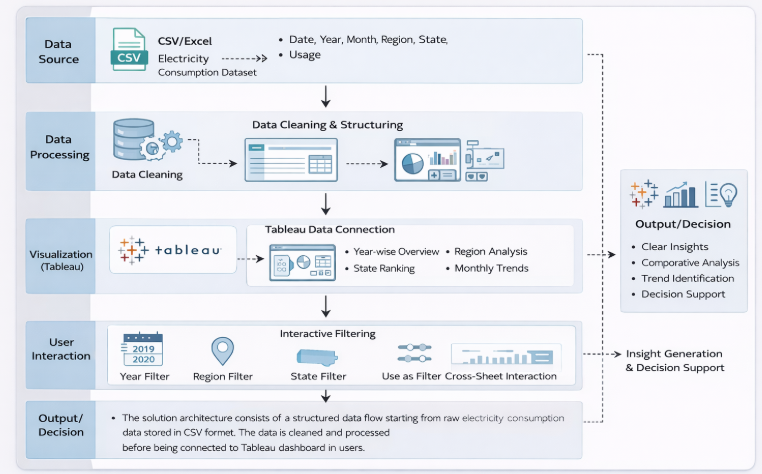 Data
Source
CSV
CSV/Excel
Electricity
Consumption Dataset
• Date, Year, Month, Region, State,
• Usage
Data
Processing
Data Cleaning
Data Cleaning & Structuring
Visualization
(Tableau)
+ableau
Tableau Data Connection
• Year-wise Overview
• Region Analysis
• State Ranking
• Monthly Trends
User
Interaction
Interactive Filtering
2019
2020
Year Filter
Region Filter
State Filter
Use as Filter
Cross-Sheet Interaction
Output/
Decision
• The solution architecture consists of a structured data flow starting from raw electricity consumption
data stored in CSV formet. The data is cleaned and processed
before being connected to Tableau dashboard in users.
Output/Decision
• Clear Insights
• Comparative Analysis
• Trend Identification
• Decision Support
Insight Generation
& Decision Support